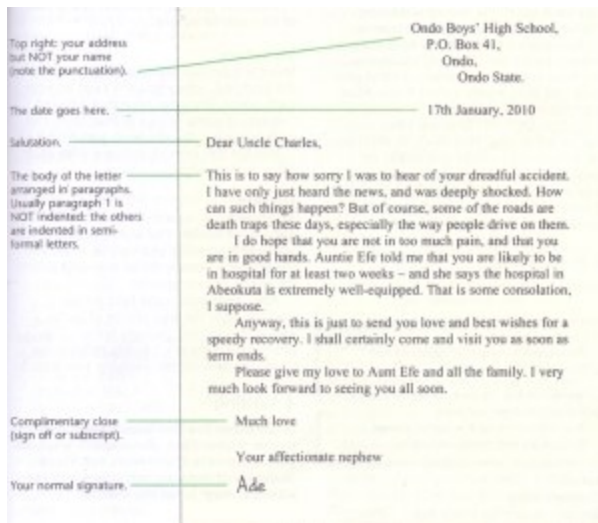 Ondo Boys' High School,
P.O. Box 41,
Ondo,
Ondo State.
Top right: your address
but NOT your name
(note the punctuation).
The date goes here.
17th January, 2010
Salutation.
Dear Uncle Charles,
The body of the letter
arranged in paragraphs.
Usually paragraph 1 is
NOT indented: the others
are indented in semi-
formal letters.
This is to say how sorry I was to hear of your dreadful accident.
I have only just heard the news, and was deeply shocked. How
can such things happen? But of course, some of the roads are
death traps these days, especially the way people drive on them.
I do hope that you are not in too much pain, and that you
are in good hands. Auntie Efe told me that you are likely to be
in hospital for at least two weeks – and she says the hospital in
Abeokuta is extremely well-equipped. That is some consolation,
I suppose.
Anyway, this is just to send you love and best wishes for a
speedy recovery. I shall certainly come and visit you as soon as
term ends.
Please give my love to Aunt Efe and all the family. I very
much look forward to seeing you all soon.
Complimentary close
(sign off or subscript).
Much love
Your affectionate nephew
Your normal signature.
Ade